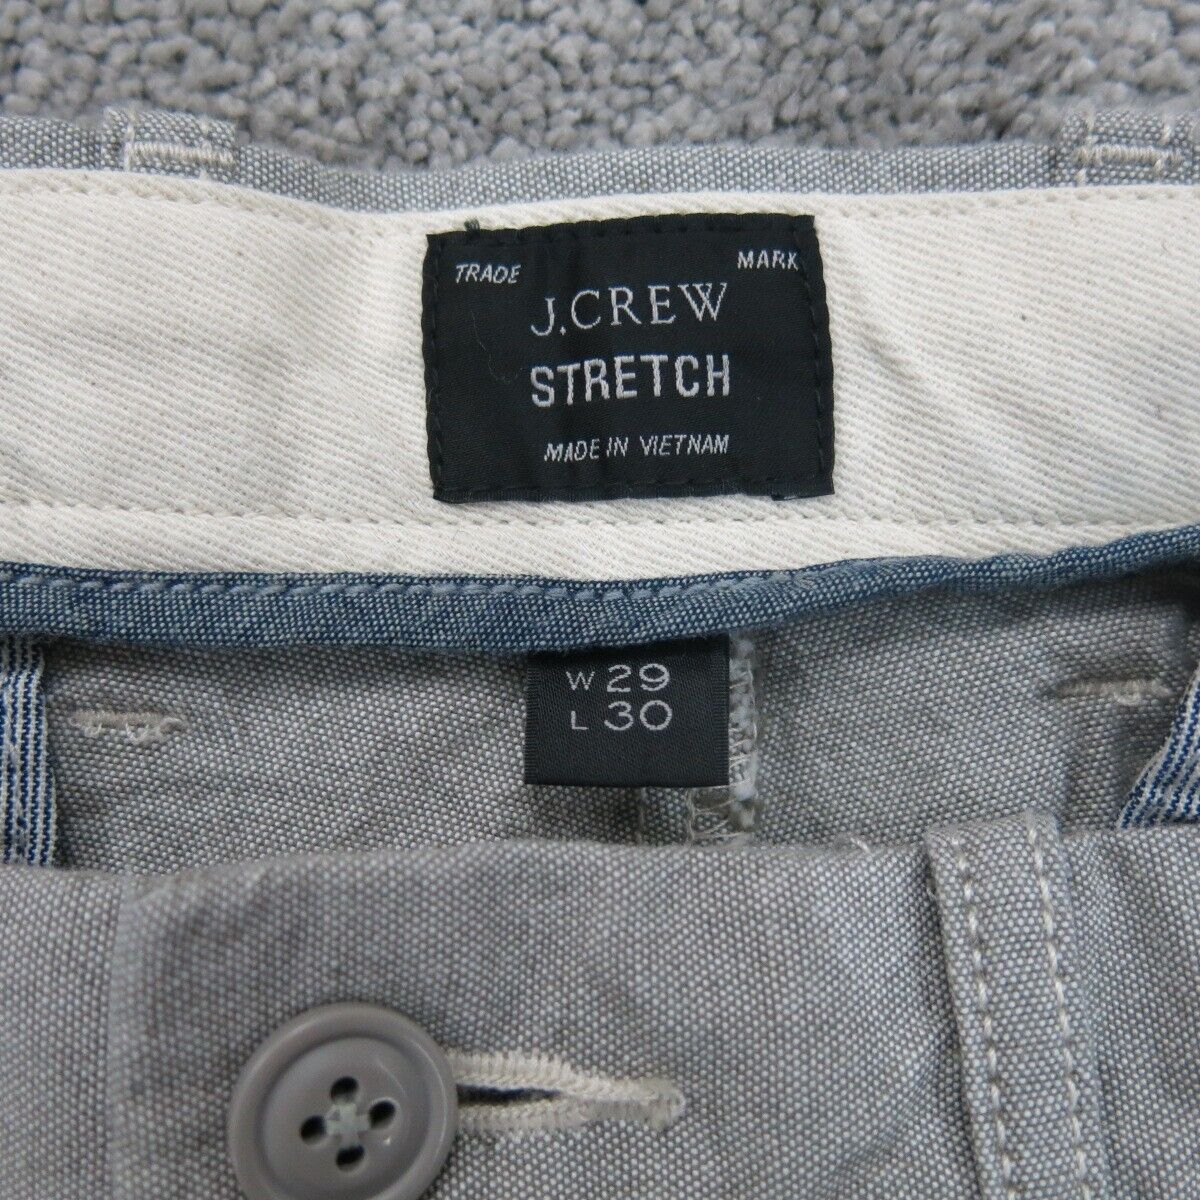 TRADE MARK
J.CREW
STRETCH
MADE IN VIETNAM
W 29
L 30